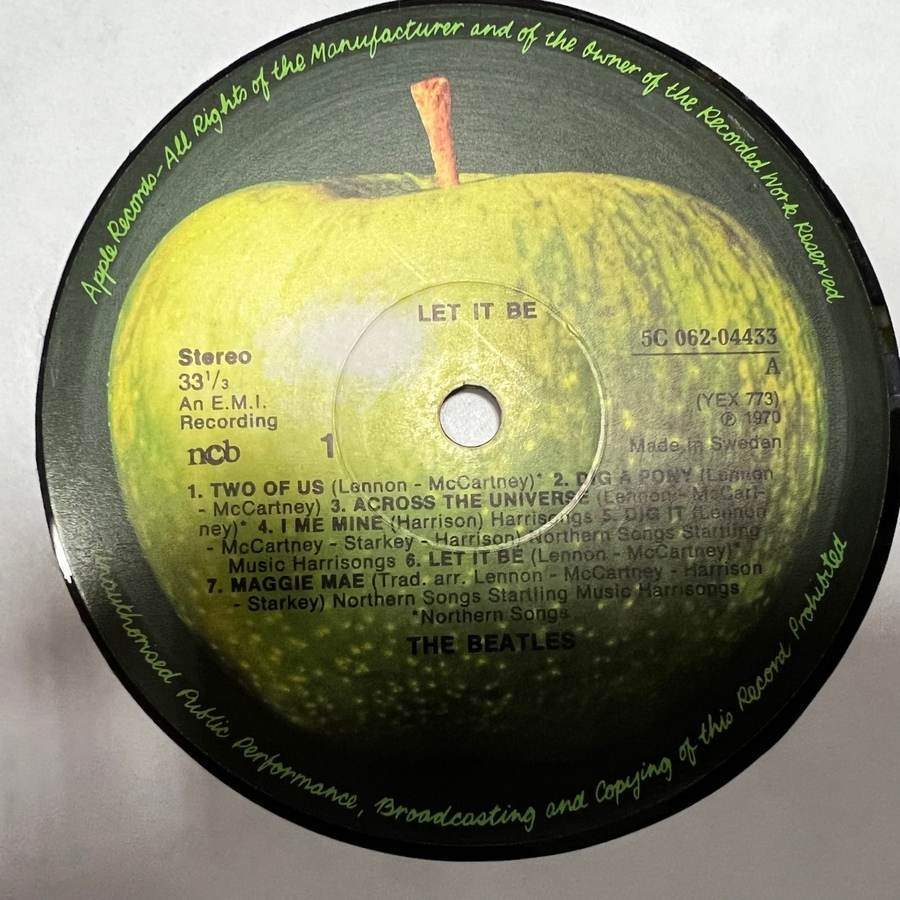 Apple Records - All Rights of the Manufacturer and of the Owner of the Recorded Work Reserved
LET IT BE
Stereo
33 1/3
An E.M.I.
Recording
ncb 1
5C 062-04433
A
(YEX 773)
℗ 1970
Made in Sweden
1. TWO OF US (Lennon - McCartney)* 2. DIG A PONY (Lennon
- McCartney) 3. ACROSS THE UNIVERSE (Lennon - McCart-
ney)* 4. I ME MINE (Harrison) Harrisongs 5. DIG IT (Lennon
- McCartney - Starkey - Harrison) Northern Songs Startling
Music Harrisongs 6. LET IT BE (Lennon - McCartney)*
7. MAGGIE MAE (Trad. arr. Lennon - McCartney - Harrison
- Starkey) Northern Songs Startling Music Harrisongs
*Northern Songs
THE BEATLES
Unauthorised Public Performance, Broadcasting and Copying of this Record Prohibited